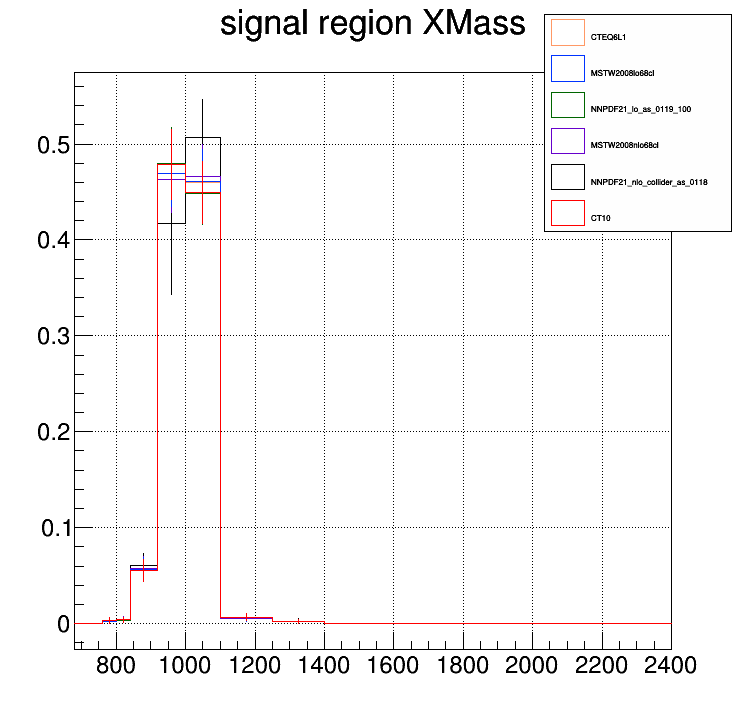 signal region XMass
CTEQ6L1
MSTW2008lo68cl
NNPDF21_lo_as_0119_100
MSTW2008nlo68cl
NNPDF21_nlo_collider_as_0118
CT10
0.5
0.4
0.3
0.2
0.1
0
800 1000 1200 1400 1600 1800 2000 2200 2400